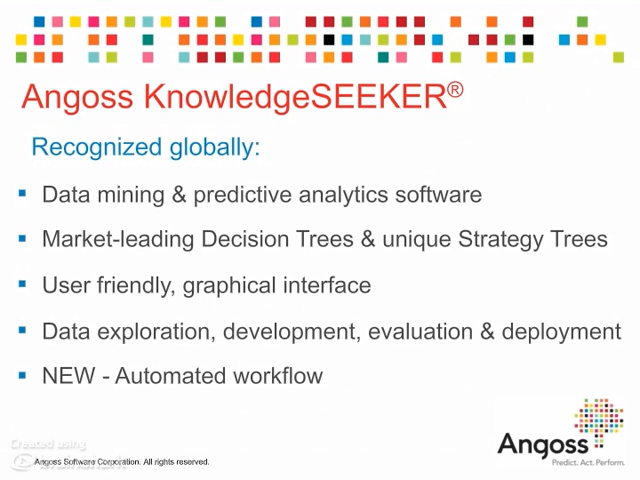 Angoss KnowledgeSEEKER®
Recognized globally:
Data mining & predictive analytics software
Market-leading Decision Trees & unique Strategy Trees
User friendly, graphical interface
Data exploration, development, evaluation & deployment
NEW - Automated workflow
Created using
Angoss Software Corporation. All rights reserved.
Angoss
Predict. Act. Perform.